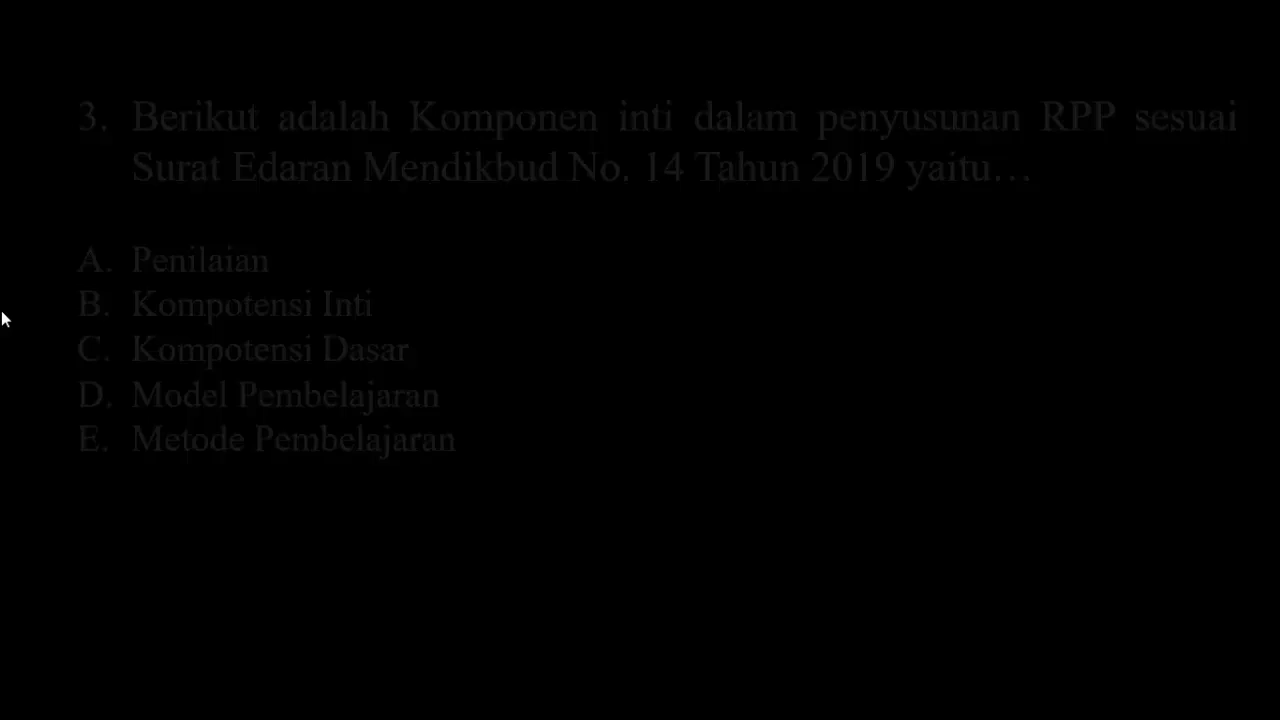 3. Berikut adalah Komponen inti dalam penyusunan RPP sesuai
Surat Edaran Mendikbud No. 14 Tahun 2019 yaitu…
A. Penilaian
B. Kompotensi Inti
C. Kompotensi Dasar
D. Model Pembelajaran
E. Metode Pembelajaran